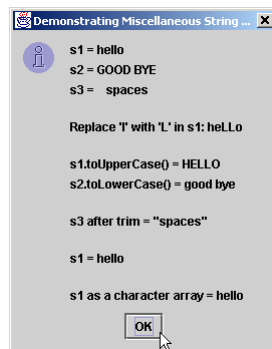 Demonstrating Miscellaneous String ...
s1 = hello
s2 = GOOD BYE
s3 =    spaces
Replace 'l' with 'L' in s1: heLLo
s1.toUpperCase() = HELLO
s2.toLowerCase() = good bye
s3 after trim = "spaces"
s1 = hello
s1 as a character array = hello
OK